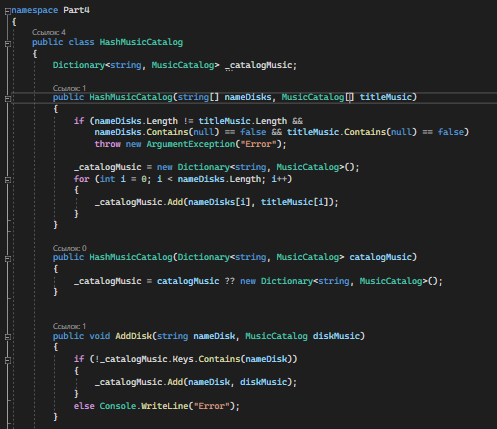 namespace Part4
{
Ссылок: 4
public class HashMusicCatalog
{
Dictionary<string, MusicCatalog> _catalogMusic;
Ссылок: 1
public HashMusicCatalog(string[] nameDisks, MusicCatalog[] titleMusic)
{
if (nameDisks.Length != titleMusic.Length &&
nameDisks.Contains(null) == false && titleMusic.Contains(null) == false)
throw new ArgumentException("Error");
_catalogMusic = new Dictionary<string, MusicCatalog>();
for (int i = 0; i < nameDisks.Length; i++)
{
_catalogMusic.Add(nameDisks[i], titleMusic[i]);
}
}
Ссылок: 0
public HashMusicCatalog(Dictionary<string, MusicCatalog> catalogMusic)
{
_catalogMusic = catalogMusic ?? new Dictionary<string, MusicCatalog>();
}
Ссылок: 1
public void AddDisk(string nameDisk, MusicCatalog diskMusic)
{
if (!_catalogMusic.Keys.Contains(nameDisk))
{
_catalogMusic.Add(nameDisk, diskMusic);
}
else Console.WriteLine("Error");
}